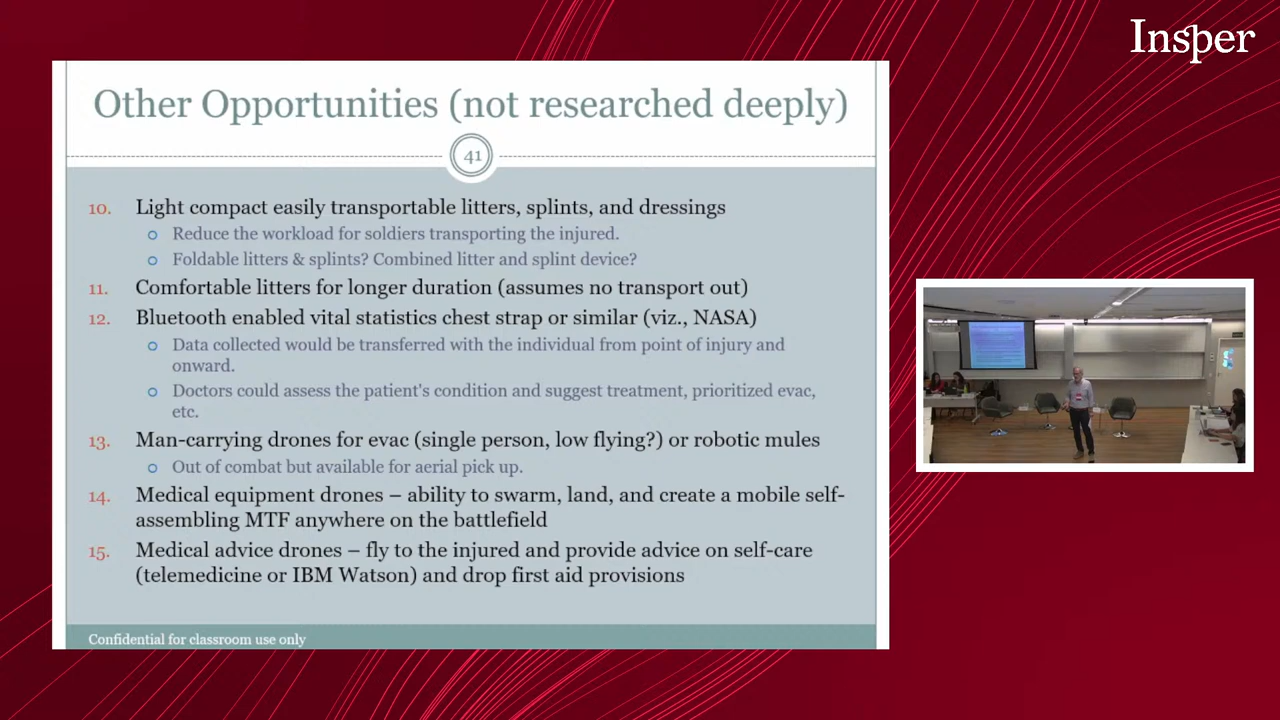 Insper
Other Opportunities (not researched deeply)
41
10. Light compact easily transportable litters, splints, and dressings
Reduce the workload for soldiers transporting the injured.
Foldable litters & splints? Combined litter and splint device?
11. Comfortable litters for longer duration (assumes no transport out)
12. Bluetooth enabled vital statistics chest strap or similar (viz., NASA)
Data collected would be transferred with the individual from point of injury and
onward.
Doctors could assess the patient's condition and suggest treatment, prioritized evac,
etc.
13. Man-carrying drones for evac (single person, low flying?) or robotic mules
Out of combat but available for aerial pick up.
14. Medical equipment drones – ability to swarm, land, and create a mobile self-
assembling MTF anywhere on the battlefield
15. Medical advice drones – fly to the injured and provide advice on self-care
(telemedicine or IBM Watson) and drop first aid provisions
Confidential for classroom use only